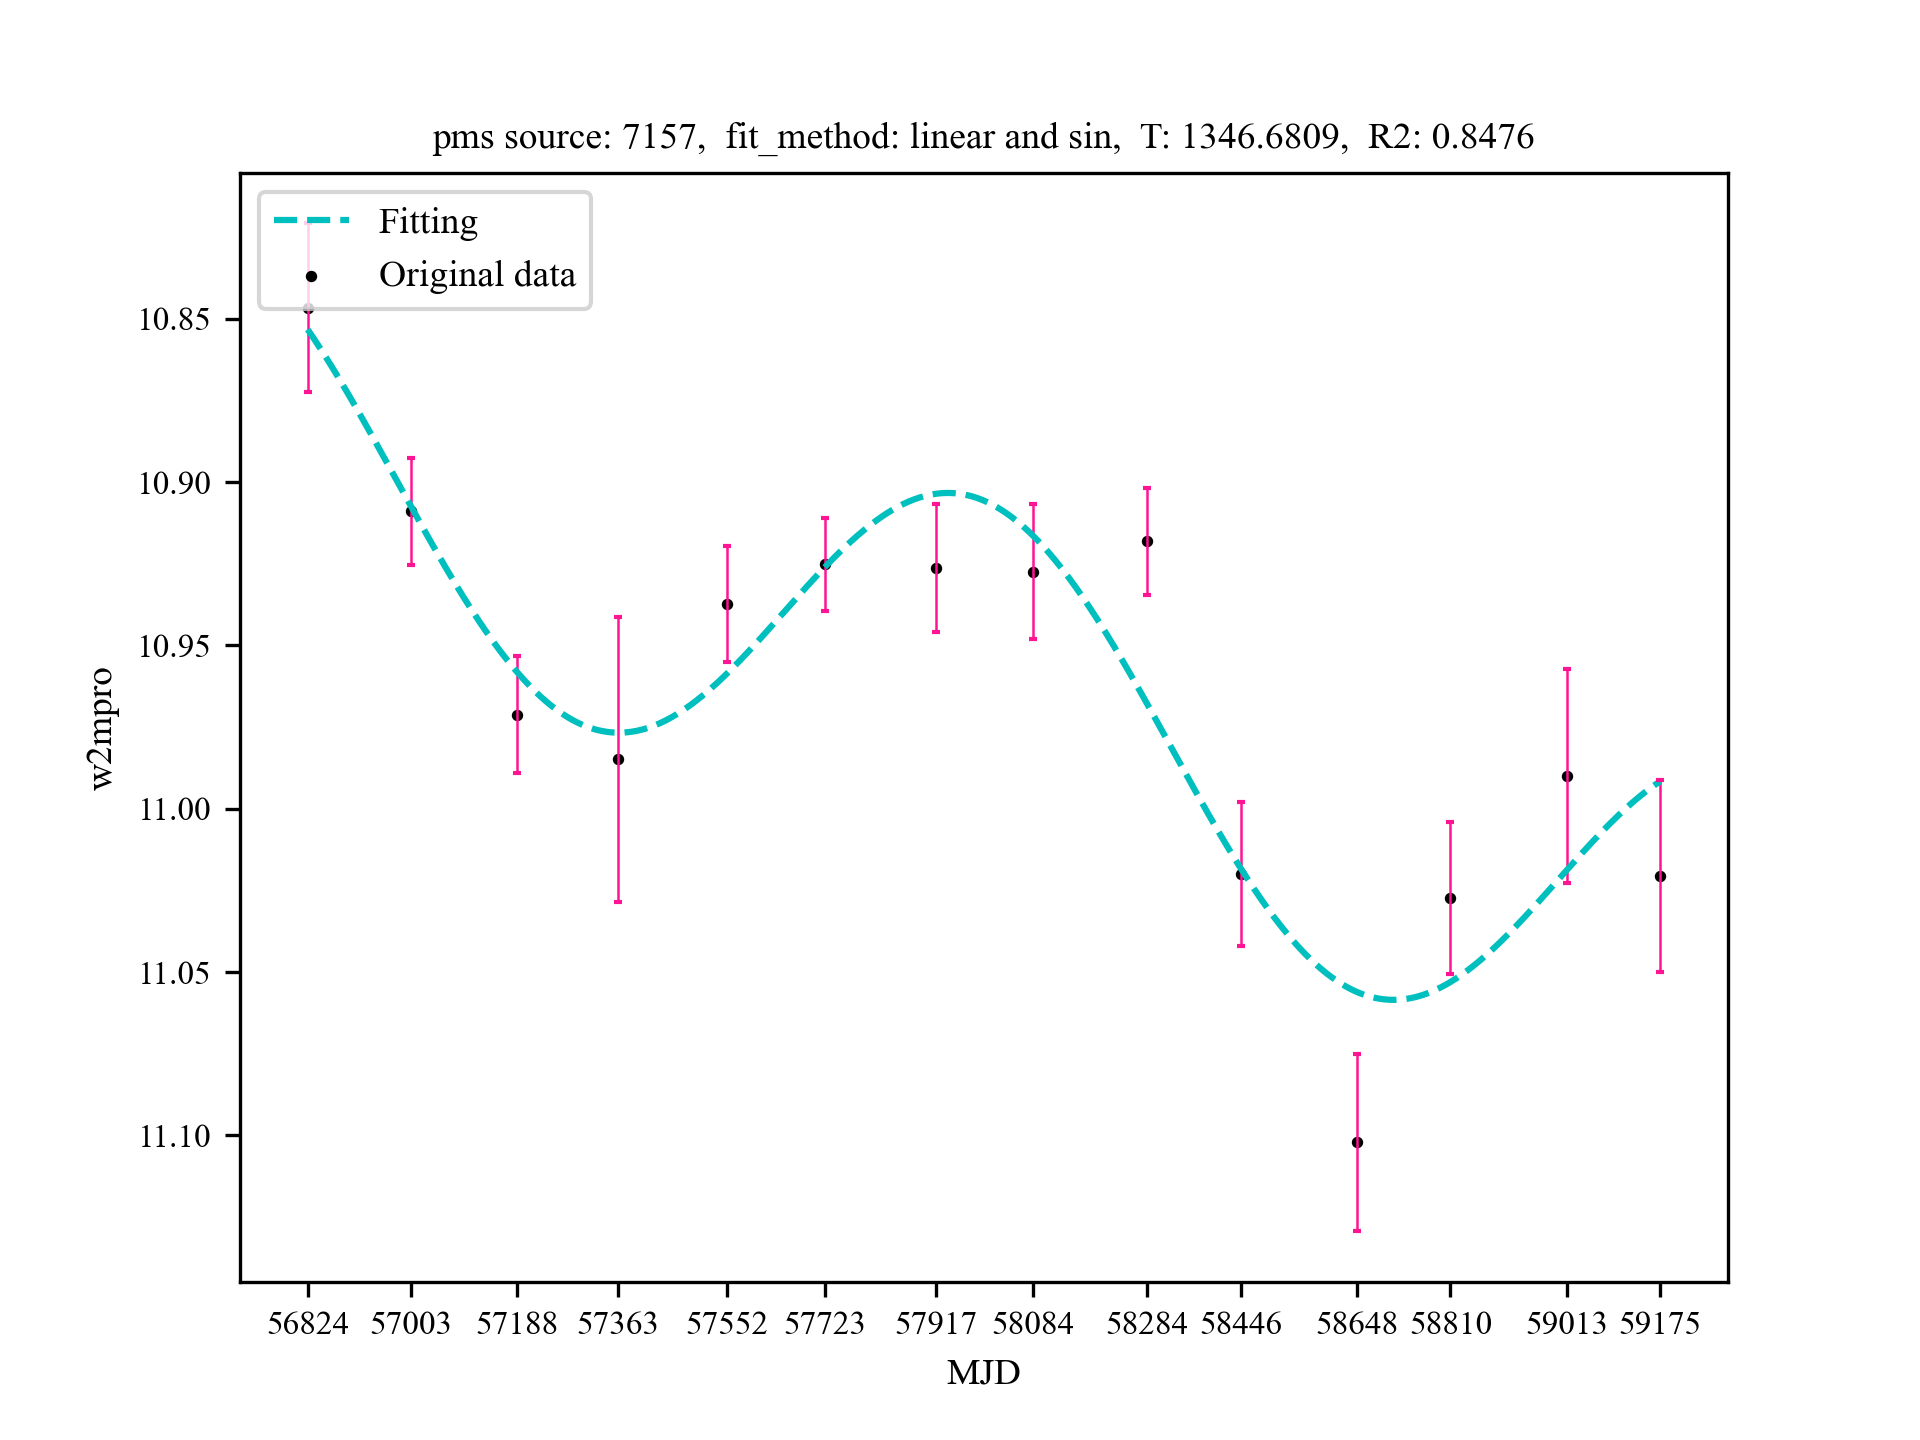 pms source: 7157, fit_method: linear and sin, T: 1346.6809, R2: 0.8476
Fitting
Original data
10.85
10.90
10.95
11.00
11.05
11.10
w2mpro
56824 57003 57188 57363 57552 57723 57917 58084 58284 58446 58648 58810 59013 59175
MJD